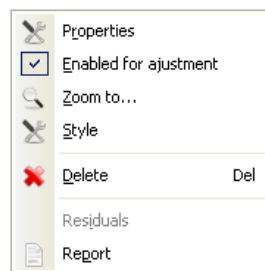 Properties
Enabled for ajustment
Zoom to...
Style
Delete Del
Residuals
Report